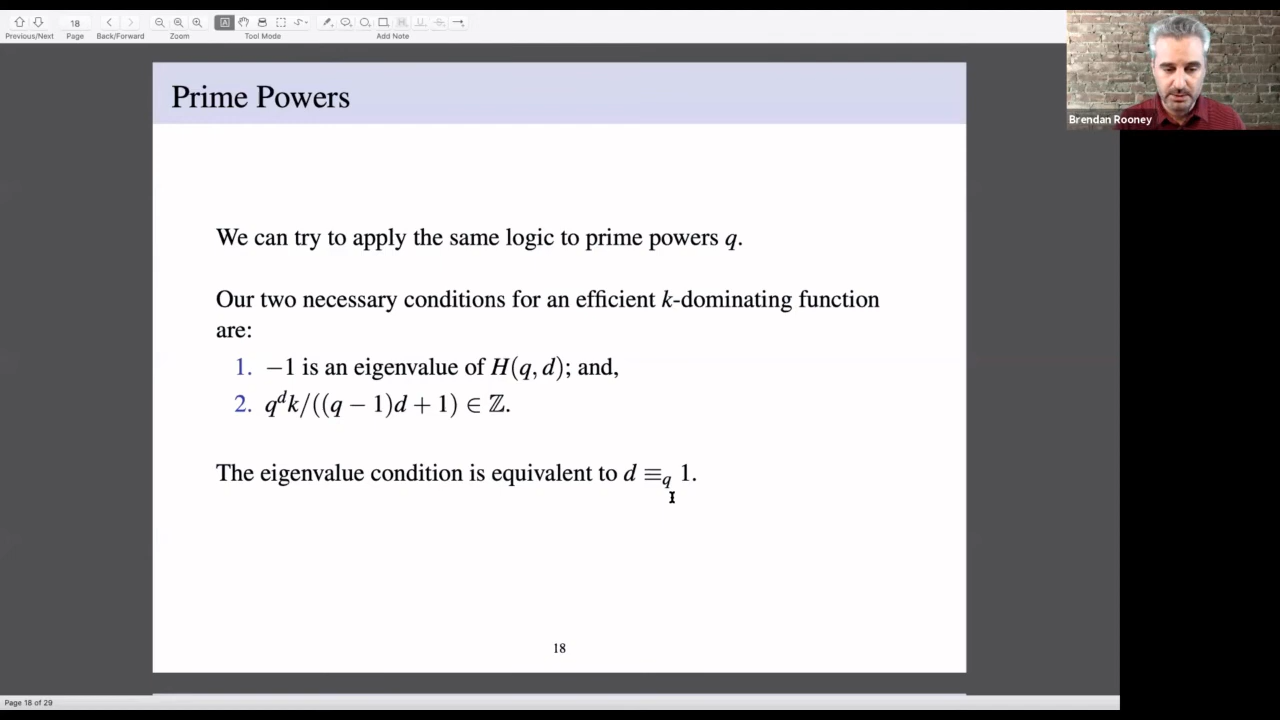 18
Previous/Next
Page
Back/Forward
Zoom
Tool Mode
Add Note
Brendan Rooney
Prime Powers
We can try to apply the same logic to prime powers q.
Our two necessary conditions for an efficient k-dominating function
are:
1. −1 is an eigenvalue of H(q, d); and,
2. q^d k/((q − 1)d + 1) ∈ ℤ.
The eigenvalue condition is equivalent to d ≡_q 1.
18
Page 18 of 29